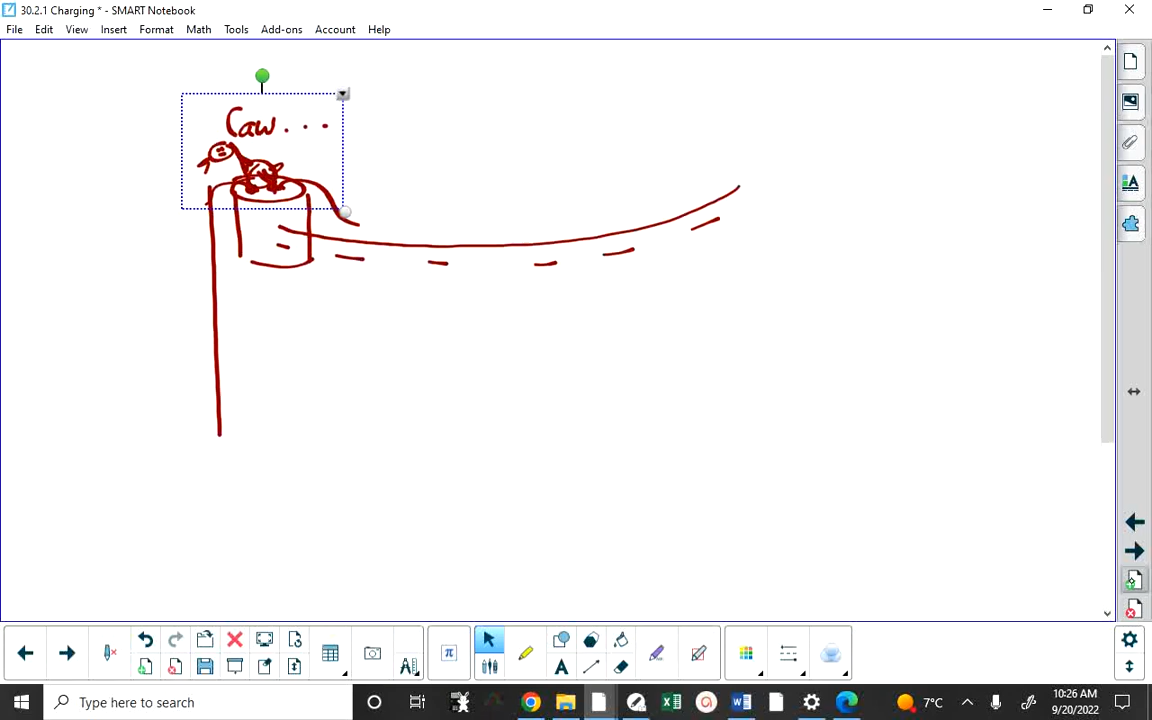 30.2.1 Charging * - SMART Notebook
File Edit View Insert Format Math Tools Add-ons Account Help
Caw...
π
A
Type here to search
7°C
10:26 AM
9/20/2022